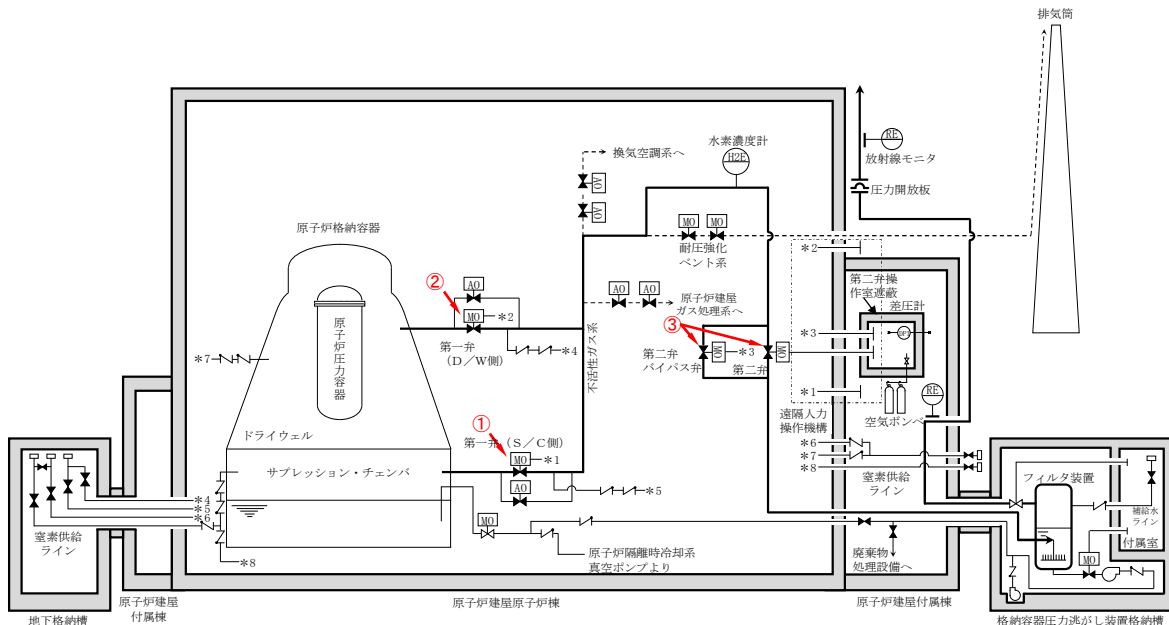 排気筒
水素濃度計
H2E
RE
放射線モニタ
換気空調系へ
AO
AO
圧力開放板
原子炉格納容器
MO
MO
耐圧強化
ベント系
*2
②
AO
MO
*2
第一弁
(D/W側)
*4
AO
AO
原子炉建屋
ガス処理系へ
第二弁操
作室遮蔽
差圧計
DPI
*3
③
MO
*3
MO
第二弁
バイパス弁
第二弁
不活性ガス系
原子炉圧力容器
*7
*1
遠隔人力
操作機構
空気ボンベ
RE
ドライウェル
①
第一弁(S/C側)
MO
*1
AO
*5
サプレッション・チェンバ
*6
*7
*8
窒素供給
ライン
フィルタ装置
補給水
ライン
付属室
MO
*4
*5
*6
窒素供給
ライン
*8
MO
原子炉隔離時冷却系
真空ポンプより
廃棄物
処理設備へ
地下格納槽
原子炉建屋
付属棟
原子炉建屋原子炉棟
原子炉建屋付属棟
格納容器圧力逃がし装置格納槽